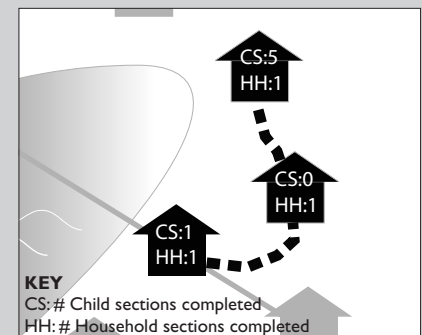 CS:5
HH:1
CS:0
HH:1
CS:1
HH:1
KEY
CS: # Child sections completed
HH: # Household sections completed